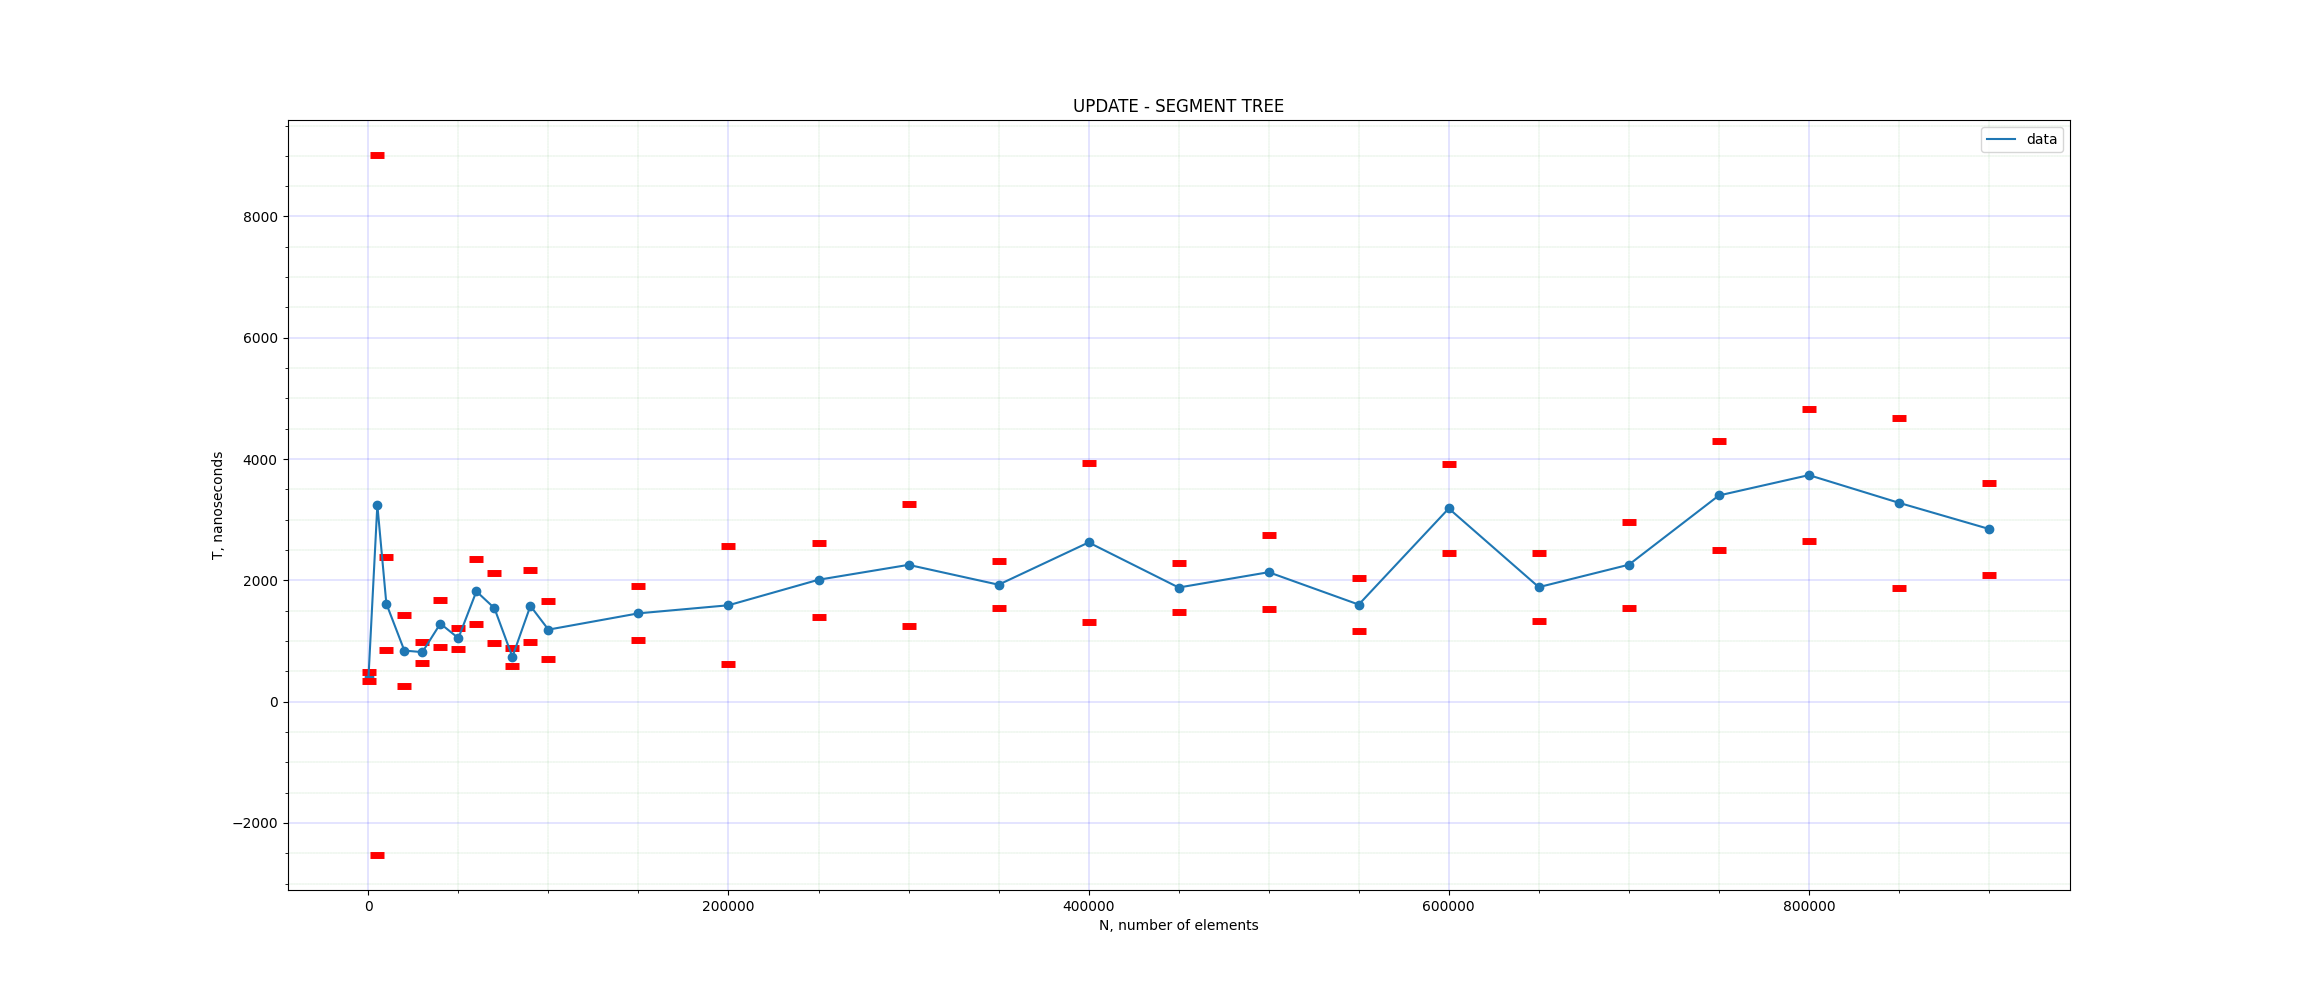 UPDATE - SEGMENT TREE
data
8000
6000
4000
2000
0
−2000
T, nanoseconds
0 200000 400000 600000 800000
N, number of elements